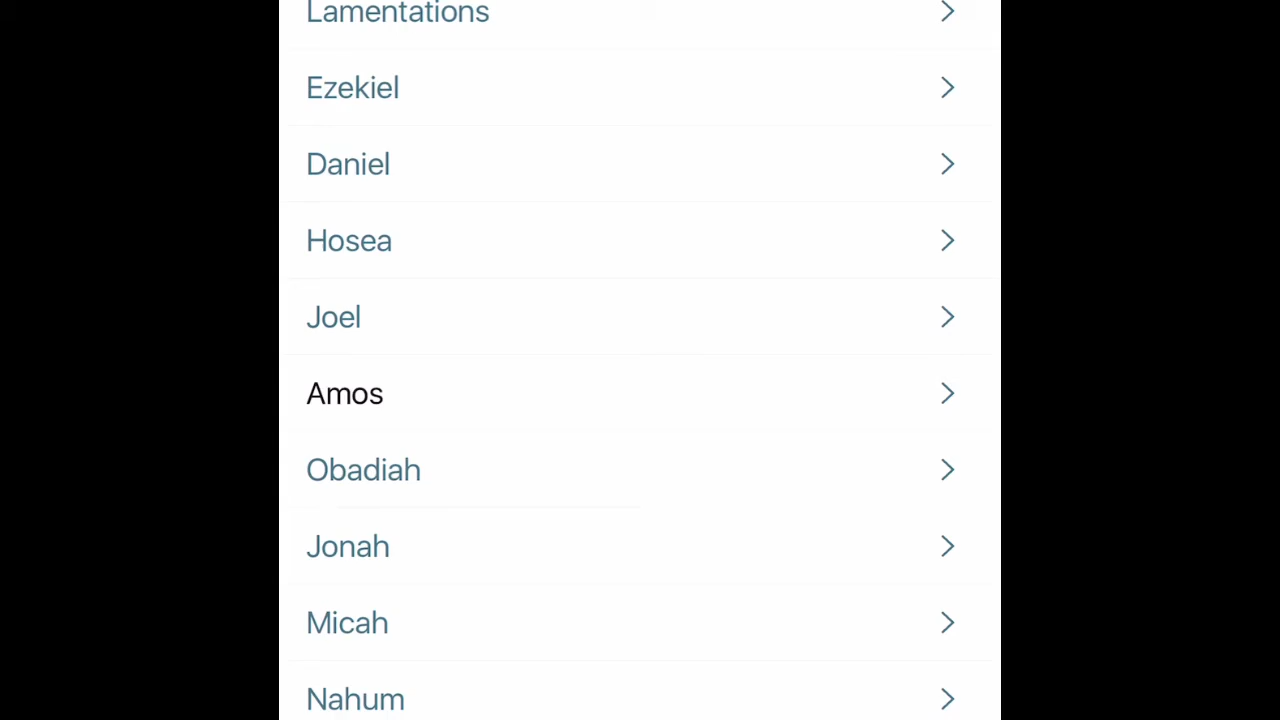 Lamentations
Ezekiel
Daniel
Hosea
Joel
Amos
Obadiah
Jonah
Micah
Nahum